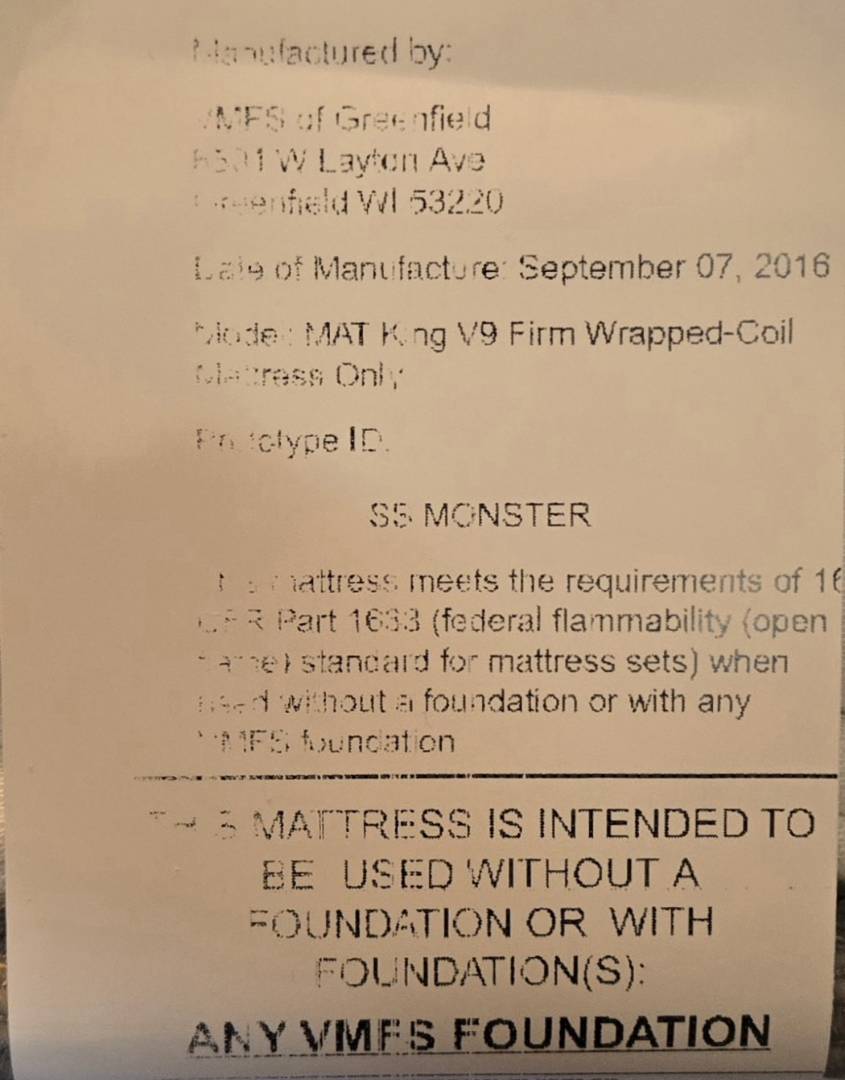 Manufactured by:
VMFS of Greenfield
W Layton Ave
Greenfield WI 53220
Date of Manufacture: September 07, 2016
Model: MAT King V9 Firm Wrapped-Coil
Mattress Only
Prototype ID:
S5 MONSTER
This mattress meets the requirements of 16
CFR Part 1633 (federal flammability (open
flame) standard for mattress sets) when
used without a foundation or with any
VMFS foundation
THIS MATTRESS IS INTENDED TO
BE USED WITHOUT A
FOUNDATION OR WITH
FOUNDATION(S):
ANY VMFS FOUNDATION